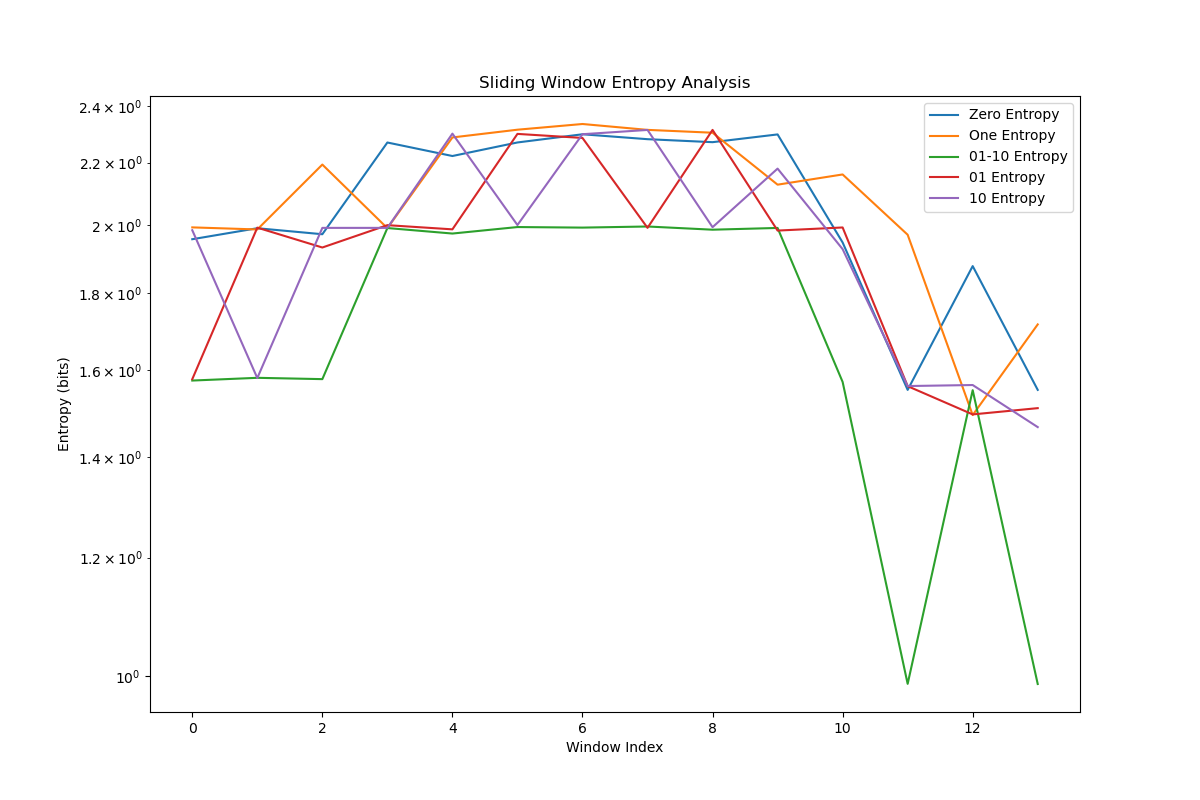 Sliding Window Entropy Analysis
2.4 × 10⁰
2.2 × 10⁰
2 × 10⁰
1.8 × 10⁰
1.6 × 10⁰
1.4 × 10⁰
1.2 × 10⁰
10⁰
Entropy (bits)
Zero Entropy
One Entropy
01-10 Entropy
01 Entropy
10 Entropy
0 2 4 6 8 10 12
Window Index